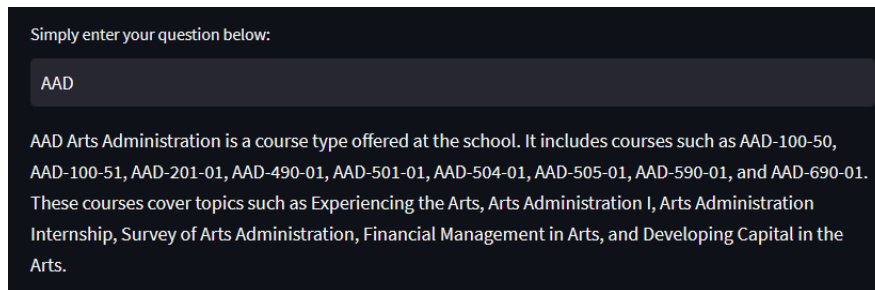 Simply enter your question below:
AAD
AAD Arts Administration is a course type offered at the school. It includes courses such as AAD-100-50,
AAD-100-51, AAD-201-01, AAD-490-01, AAD-501-01, AAD-504-01, AAD-505-01, AAD-590-01, and AAD-690-01.
These courses cover topics such as Experiencing the Arts, Arts Administration I, Arts Administration
Internship, Survey of Arts Administration, Financial Management in Arts, and Developing Capital in the
Arts.